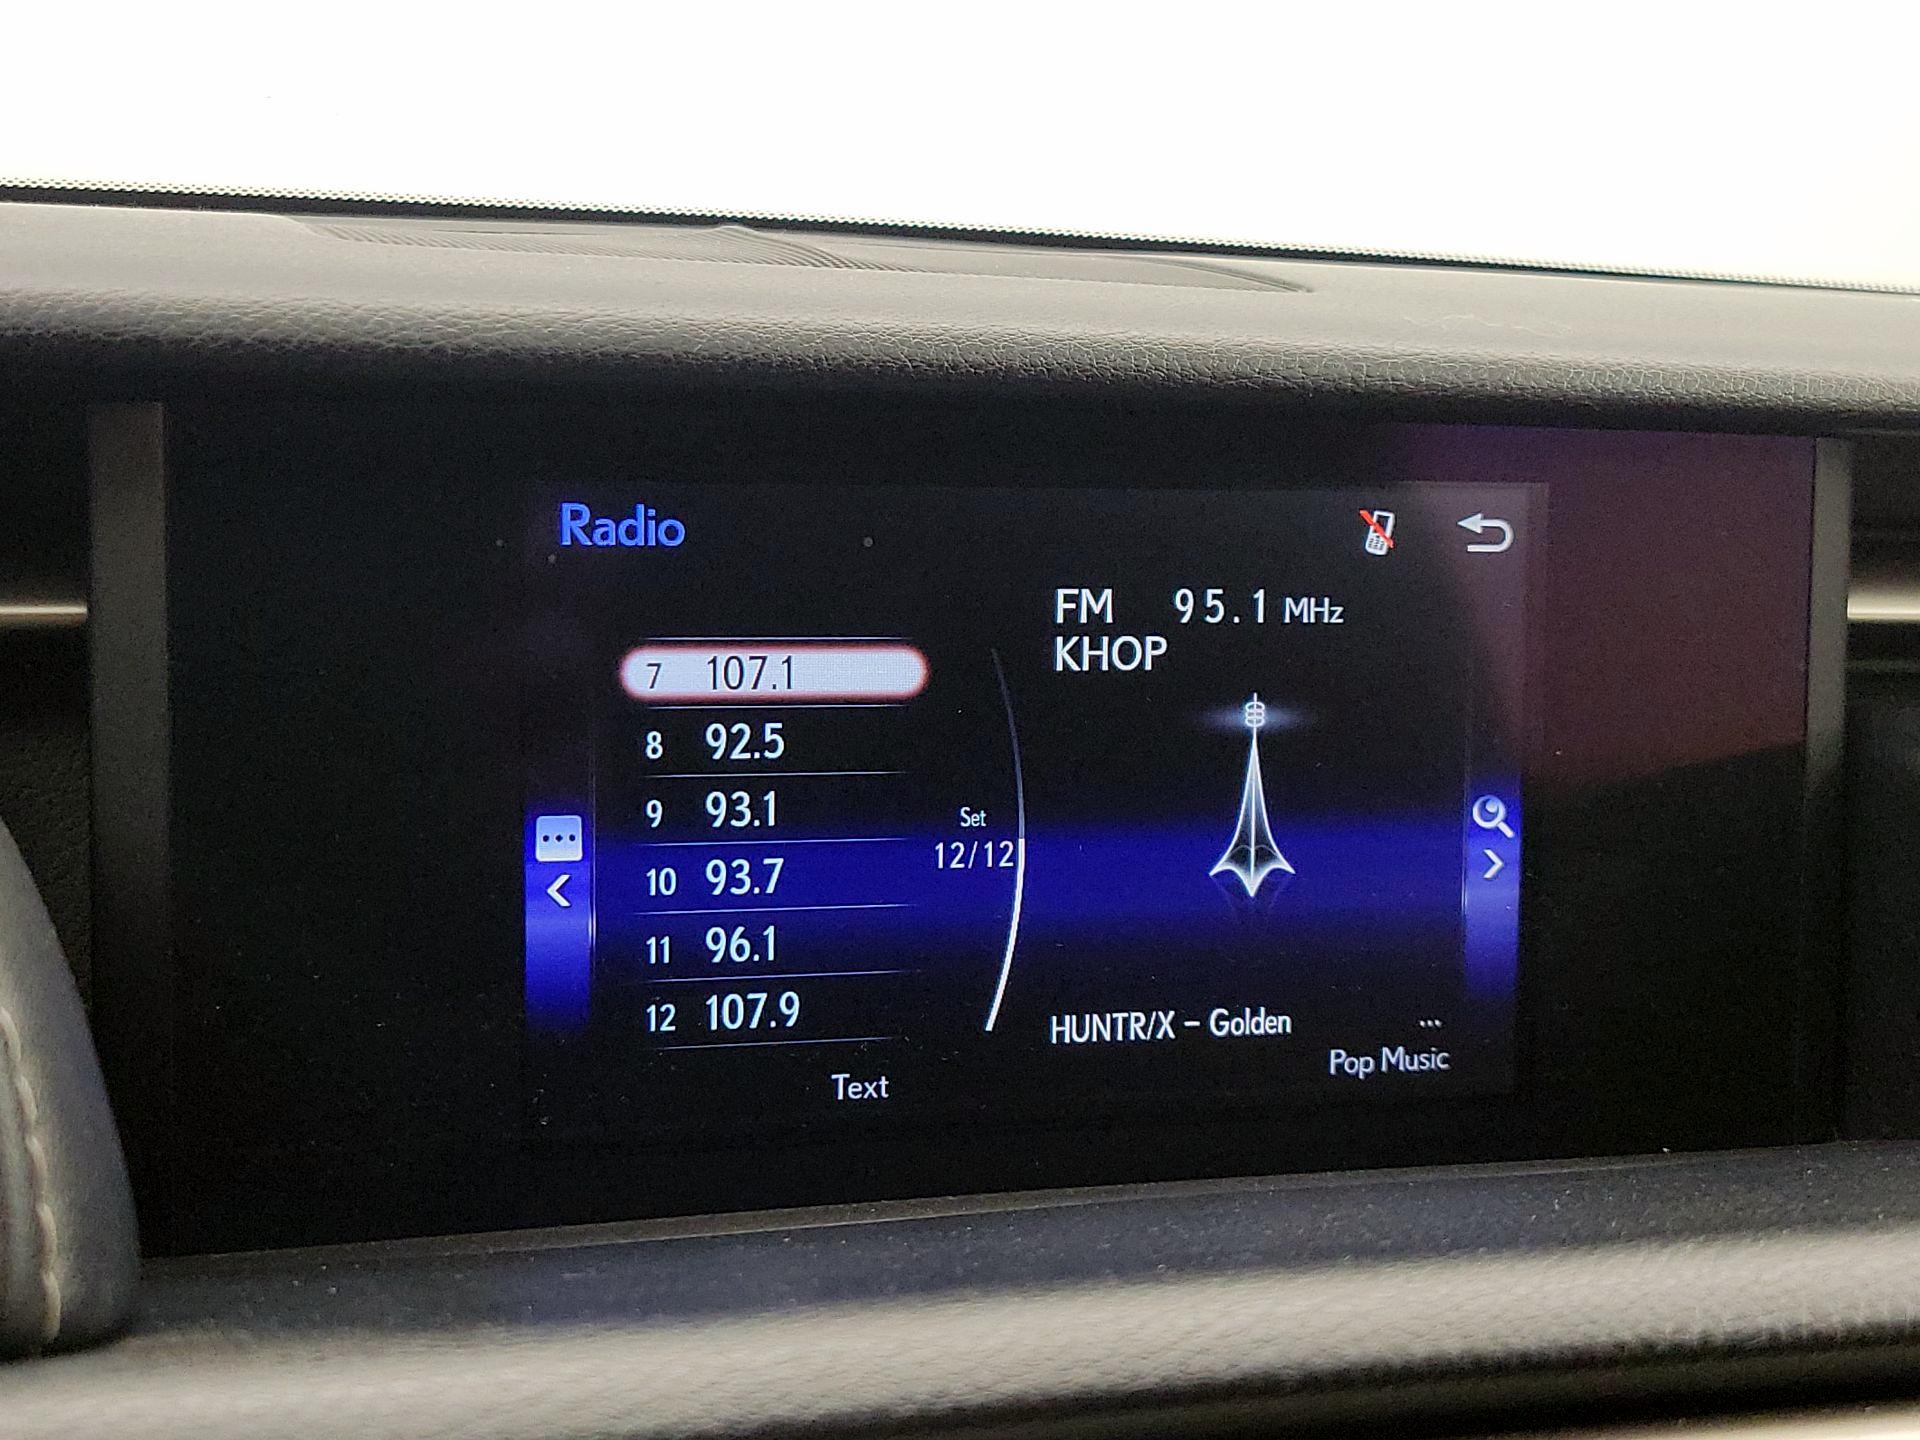 Radio
7 107.1
8 92.5
9 93.1
10 93.7
11 96.1
12 107.9
Set
12/12
Text
FM 95.1 MHz
KHOP
HUNTR/X - Golden
...
Pop Music